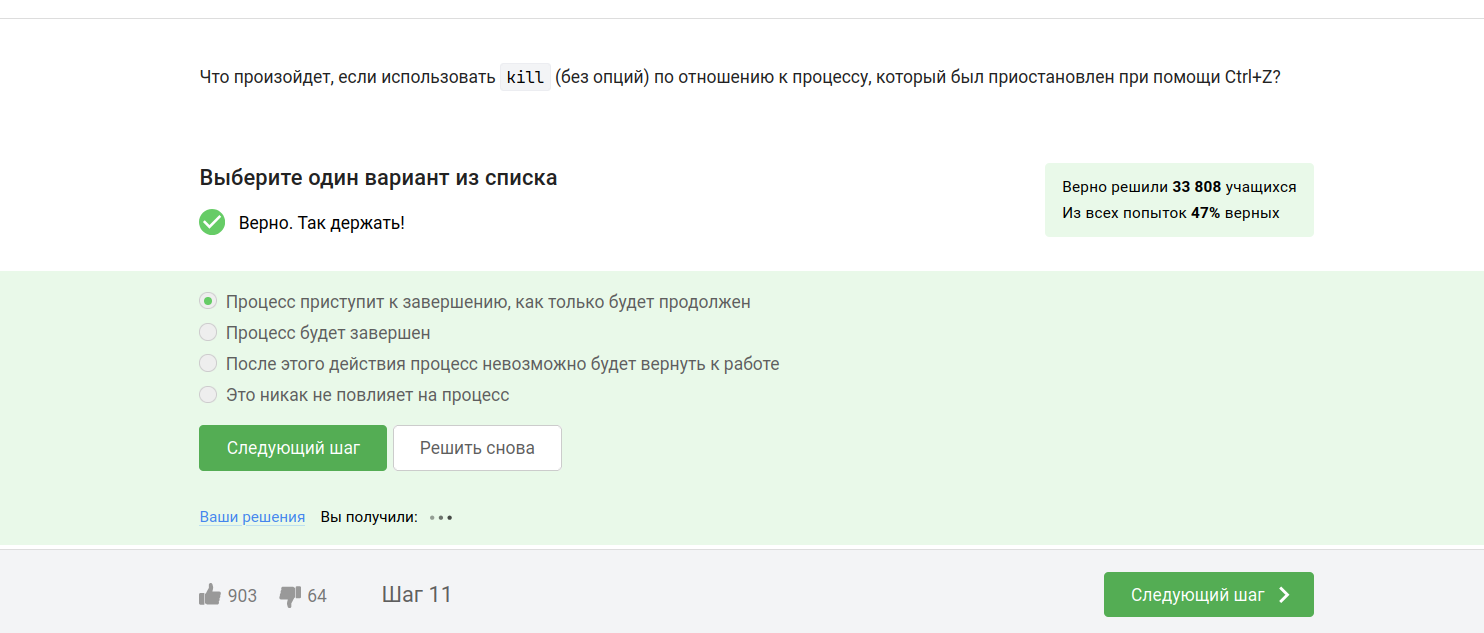 Что произойдет, если использовать kill (без опций) по отношению к процессу, который был приостановлен при помощи Ctrl+Z?
Выберите один вариант из списка
Верно. Так держать!
Верно решили 33 808 учащихся
Из всех попыток 47% верных
Процесс приступит к завершению, как только будет продолжен
Процесс будет завершен
После этого действия процесс невозможно будет вернуть к работе
Это никак не повлияет на процесс
Следующий шаг
Решить снова
Ваши решения Вы получили:
903 64 Шаг 11
Следующий шаг